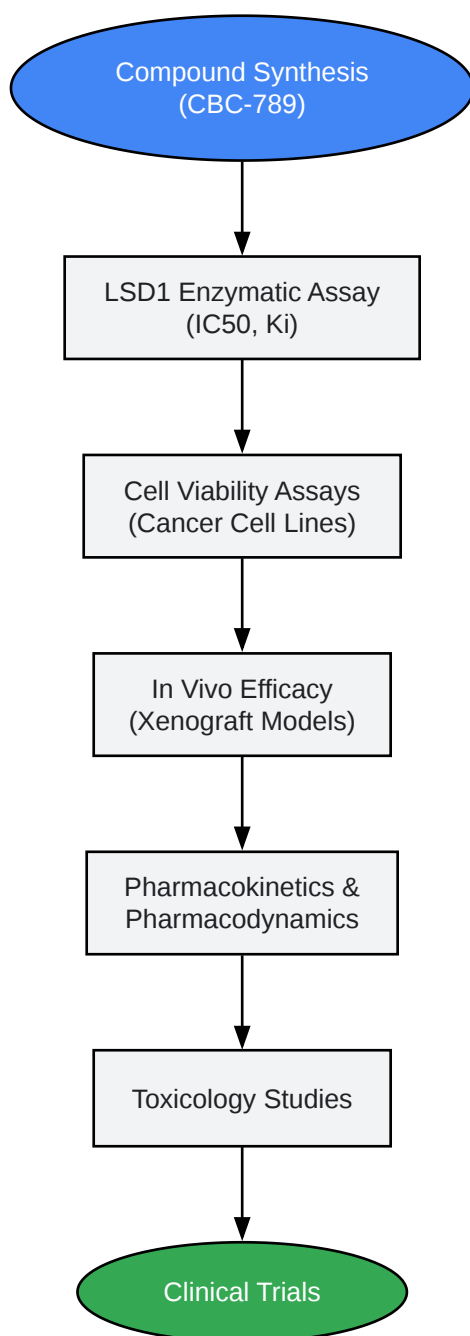 Compound Synthesis
(CBC-789)
LSD1 Enzymatic Assay
(IC50, Ki)
Cell Viability Assays
(Cancer Cell Lines)
In Vivo Efficacy
(Xenograft Models)
Pharmacokinetics &
Pharmacodynamics
Toxicology Studies
Clinical Trials